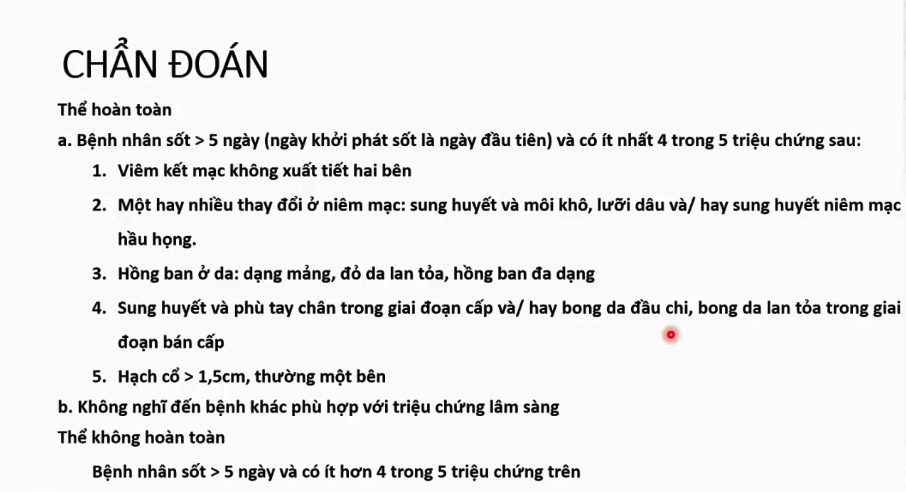 CHẨN ĐOÁN
Thể hoàn toàn
a. Bệnh nhân sốt > 5 ngày (ngày khởi phát sốt là ngày đầu tiên) và có ít nhất 4 trong 5 triệu chứng sau:
1. Viêm kết mạc không xuất tiết hai bên
2. Một hay nhiều thay đổi ở niêm mạc: sung huyết và môi khô, lưỡi dâu và/ hay sung huyết niêm mạc
hầu họng.
3. Hồng ban ở da: dạng mảng, đỏ da lan tỏa, hồng ban đa dạng
4. Sung huyết và phù tay chân trong giai đoạn cấp và/ hay bong da đầu chi, bong da lan tỏa trong giai
đoạn bán cấp
5. Hạch cổ > 1,5cm, thường một bên
b. Không nghĩ đến bệnh khác phù hợp với triệu chứng lâm sàng
Thể không hoàn toàn
Bệnh nhân sốt > 5 ngày và có ít hơn 4 trong 5 triệu chứng trên